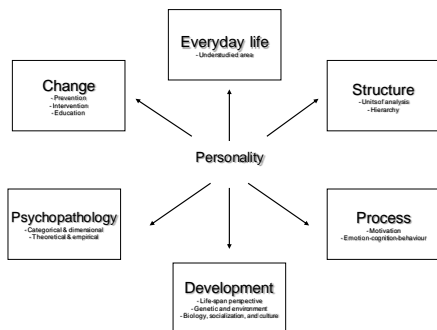 Everyday life
- Understudied area
Change
- Prevention
- Intervention
- Education
Structure
- Units of analysis
- Hierarchy
Personality
Psychopathology
- Categorical & dimensional
- Theoretical & empirical
Process
- Motivation
- Emotion-cognition-behaviour
Development
- Life-span perspective
- Genetic and environment
- Biology, socialization, and culture